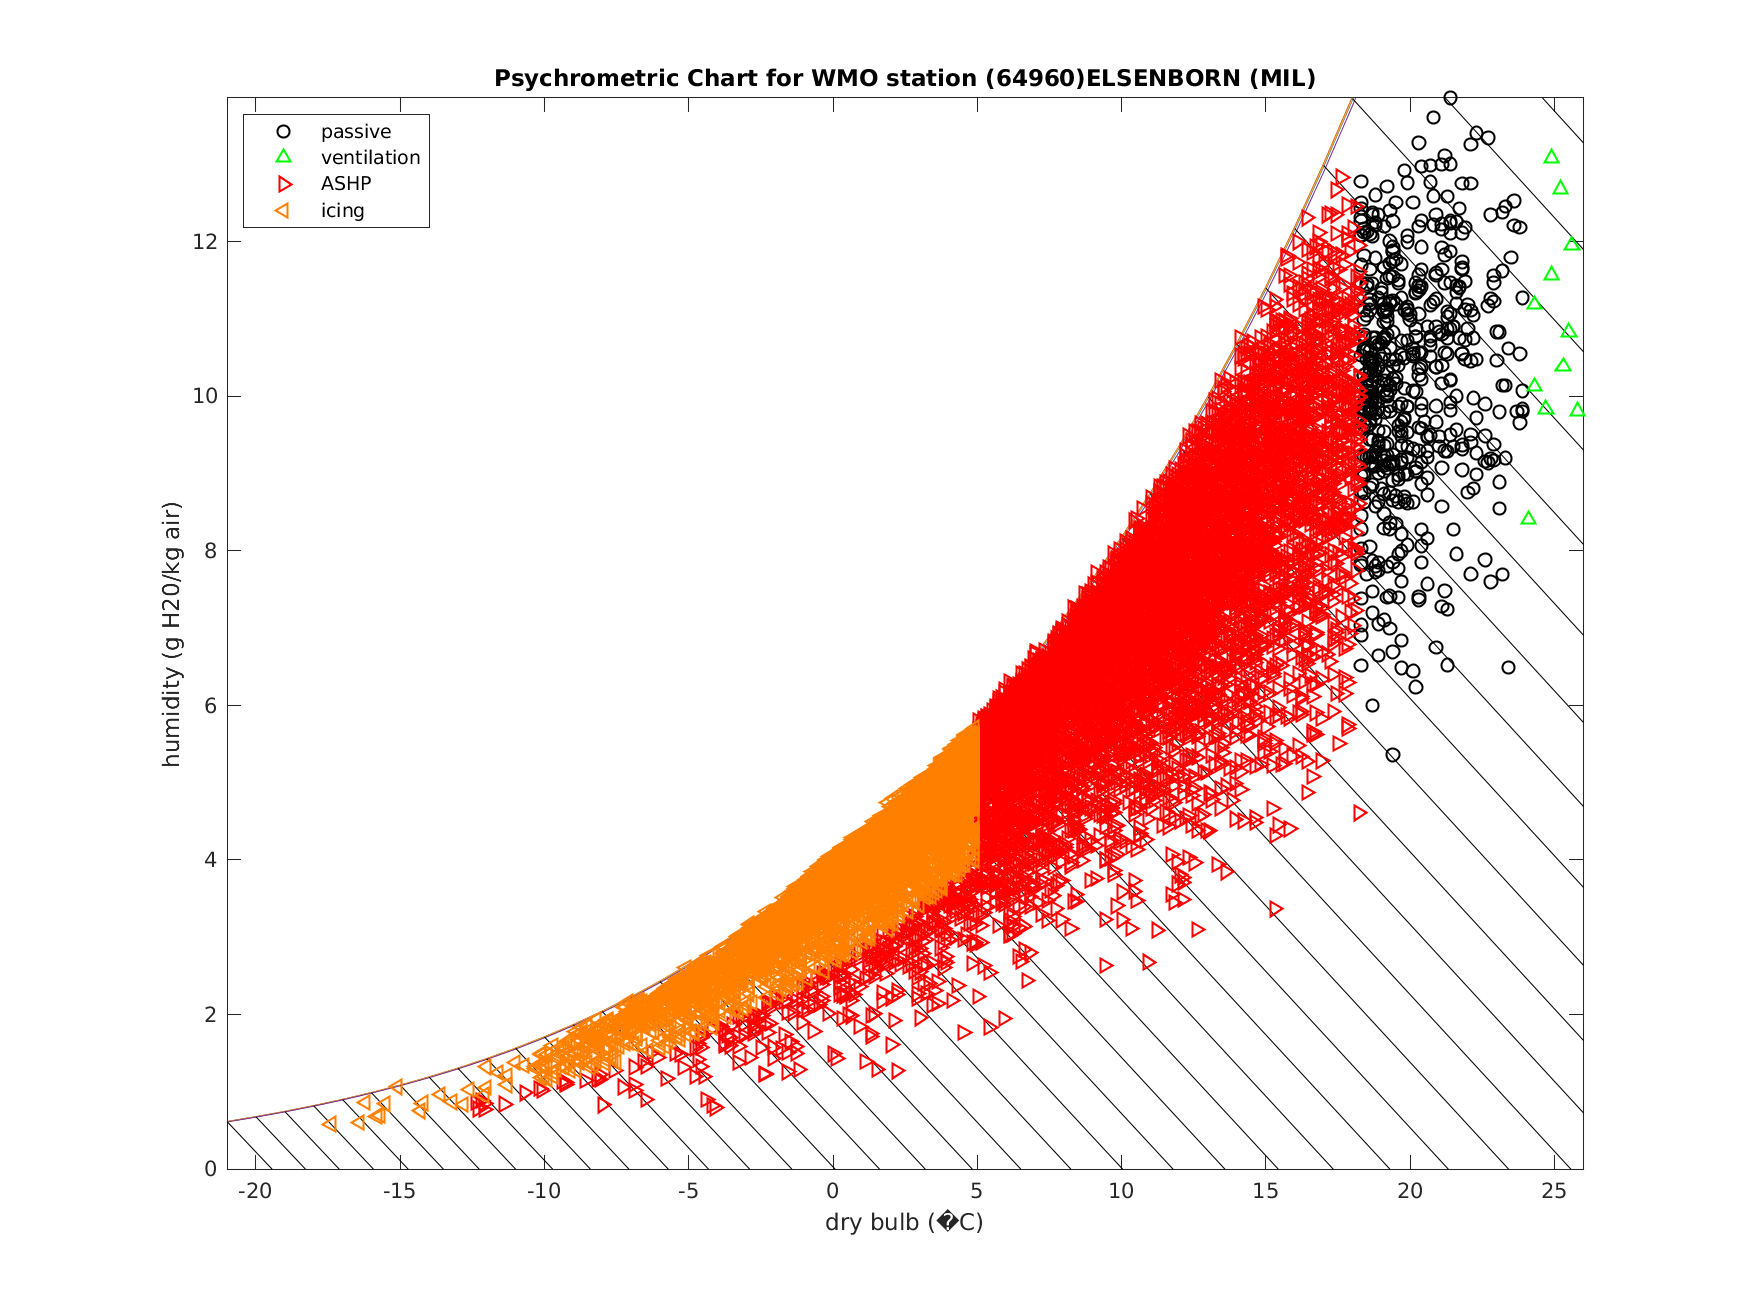 Psychrometric Chart for WMO station (64960)ELSENBORN (MIL)
passive
ventilation
ASHP
icing
humidity (g H20/kg air)
12
10
8
6
4
2
0
-20 -15 -10 -5 0 5 10 15 20 25
dry bulb (�C)